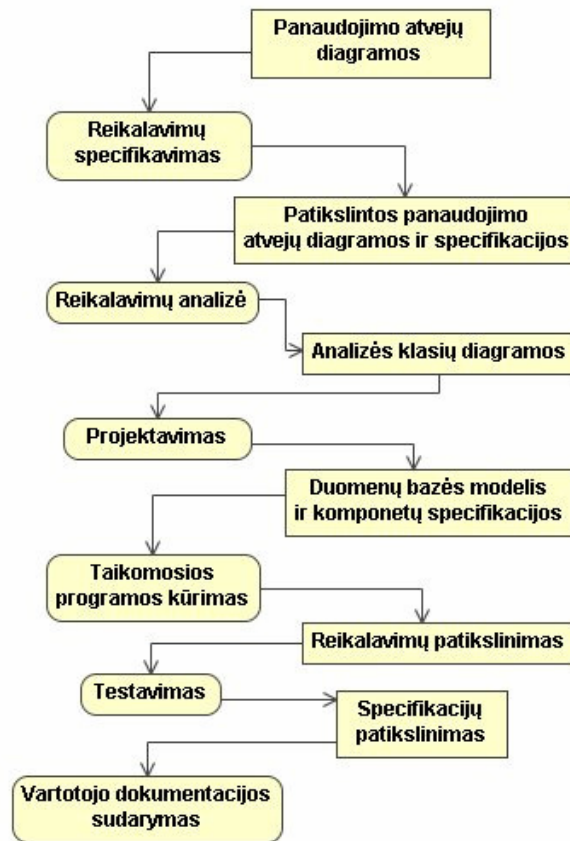 Panaudojimo atvejų
diagramos
Reikalavimų
specifikavimas
Patikslintos panaudojimo
atvejų diagramos ir specifikacijos
Reikalavimų analizė
Analizės klasių diagramos
Projektavimas
Duomenų bazės modelis
ir komponetų specifikacijos
Taikomosios
programos kūrimas
Reikalavimų patikslinimas
Testavimas
Specifikacijų
patikslinimas
Vartotojo dokumentacijos
sudarymas